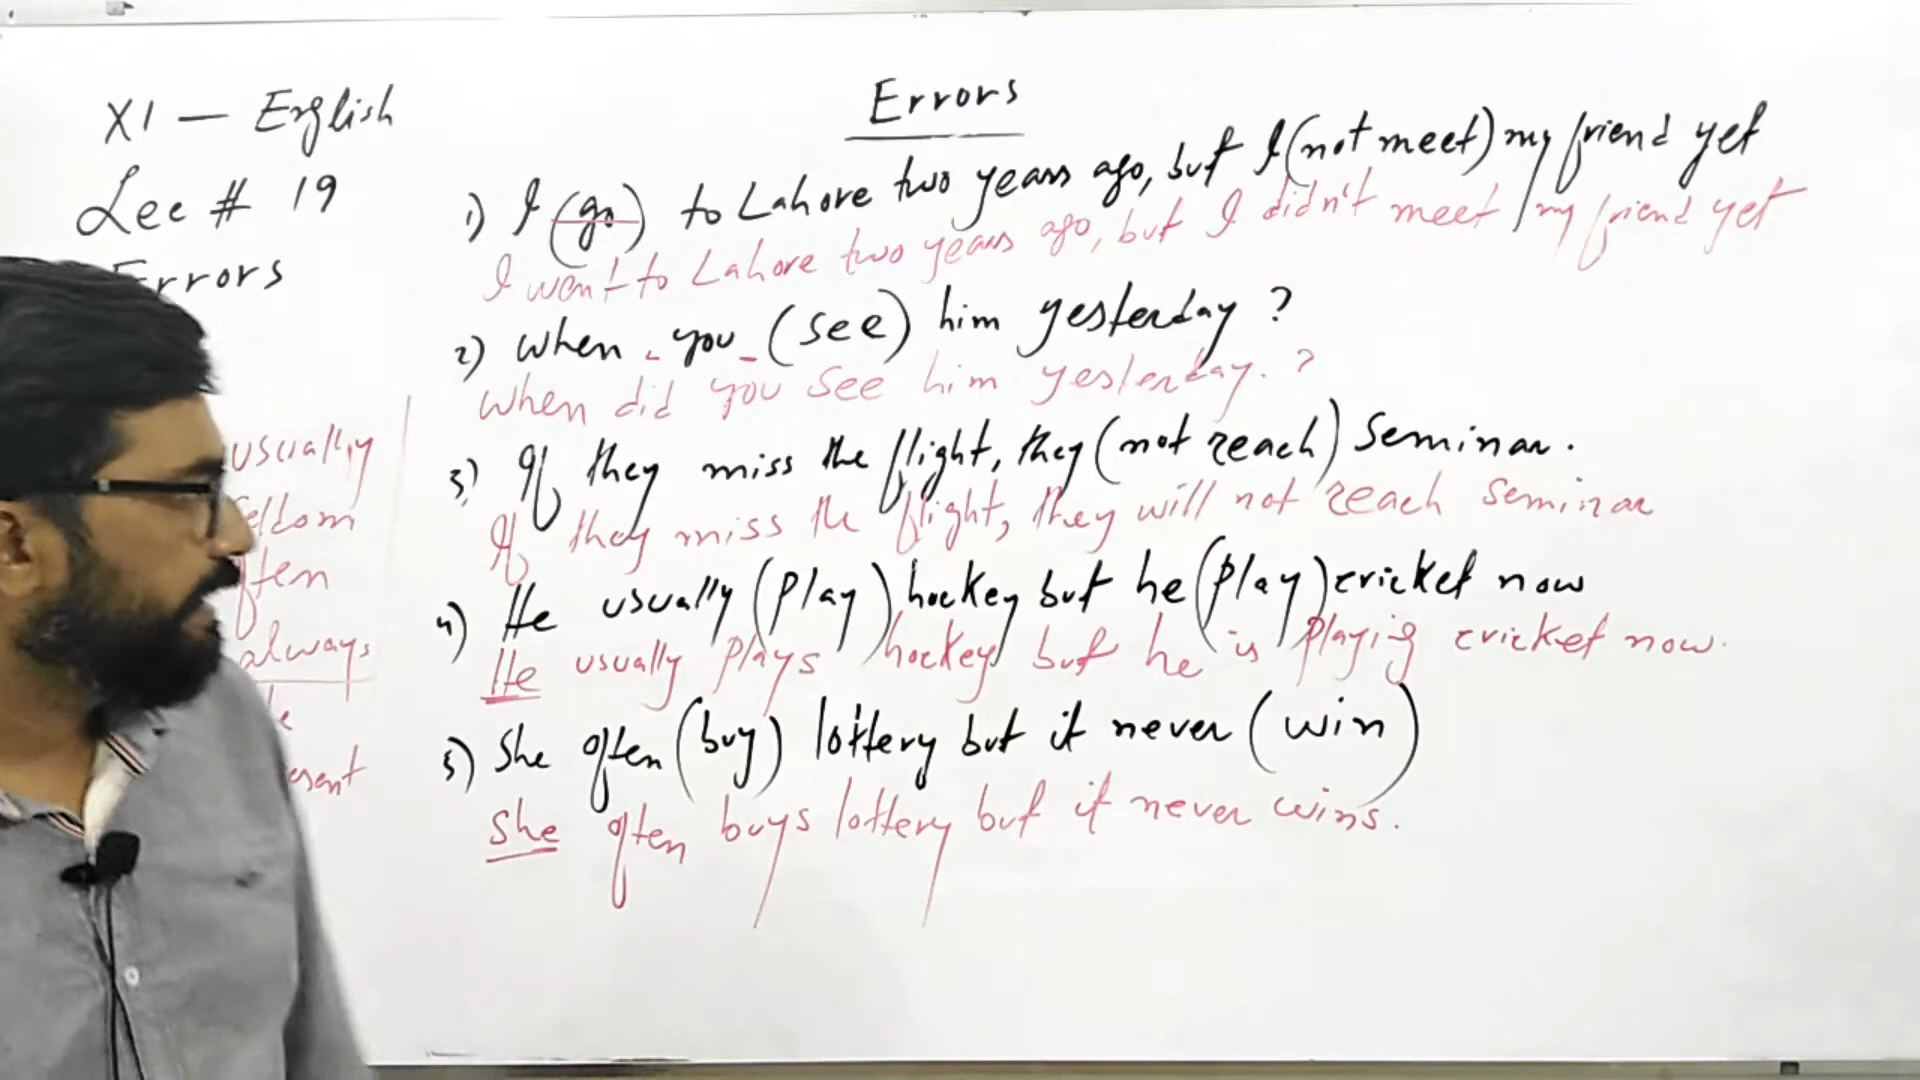 XI — English
Lec # 19
Errors
usually
seldom
often
always
Errors
1) I (go) to Lahore two years ago, but I (not meet) my friend yet
I went to Lahore two years ago, but I didn't meet my friend yet
2) When - you - (see) him yesterday?
When did you see him yesterday.?
3) If they miss the flight, they (not reach) seminar.
If they miss the flight, they will not reach seminar
4) He usually (play) hockey but he (play) cricket now
He usually plays hockey but he is playing cricket now.
5) She often (buy) lottery but it never (win)
She often buys lottery but it never wins.